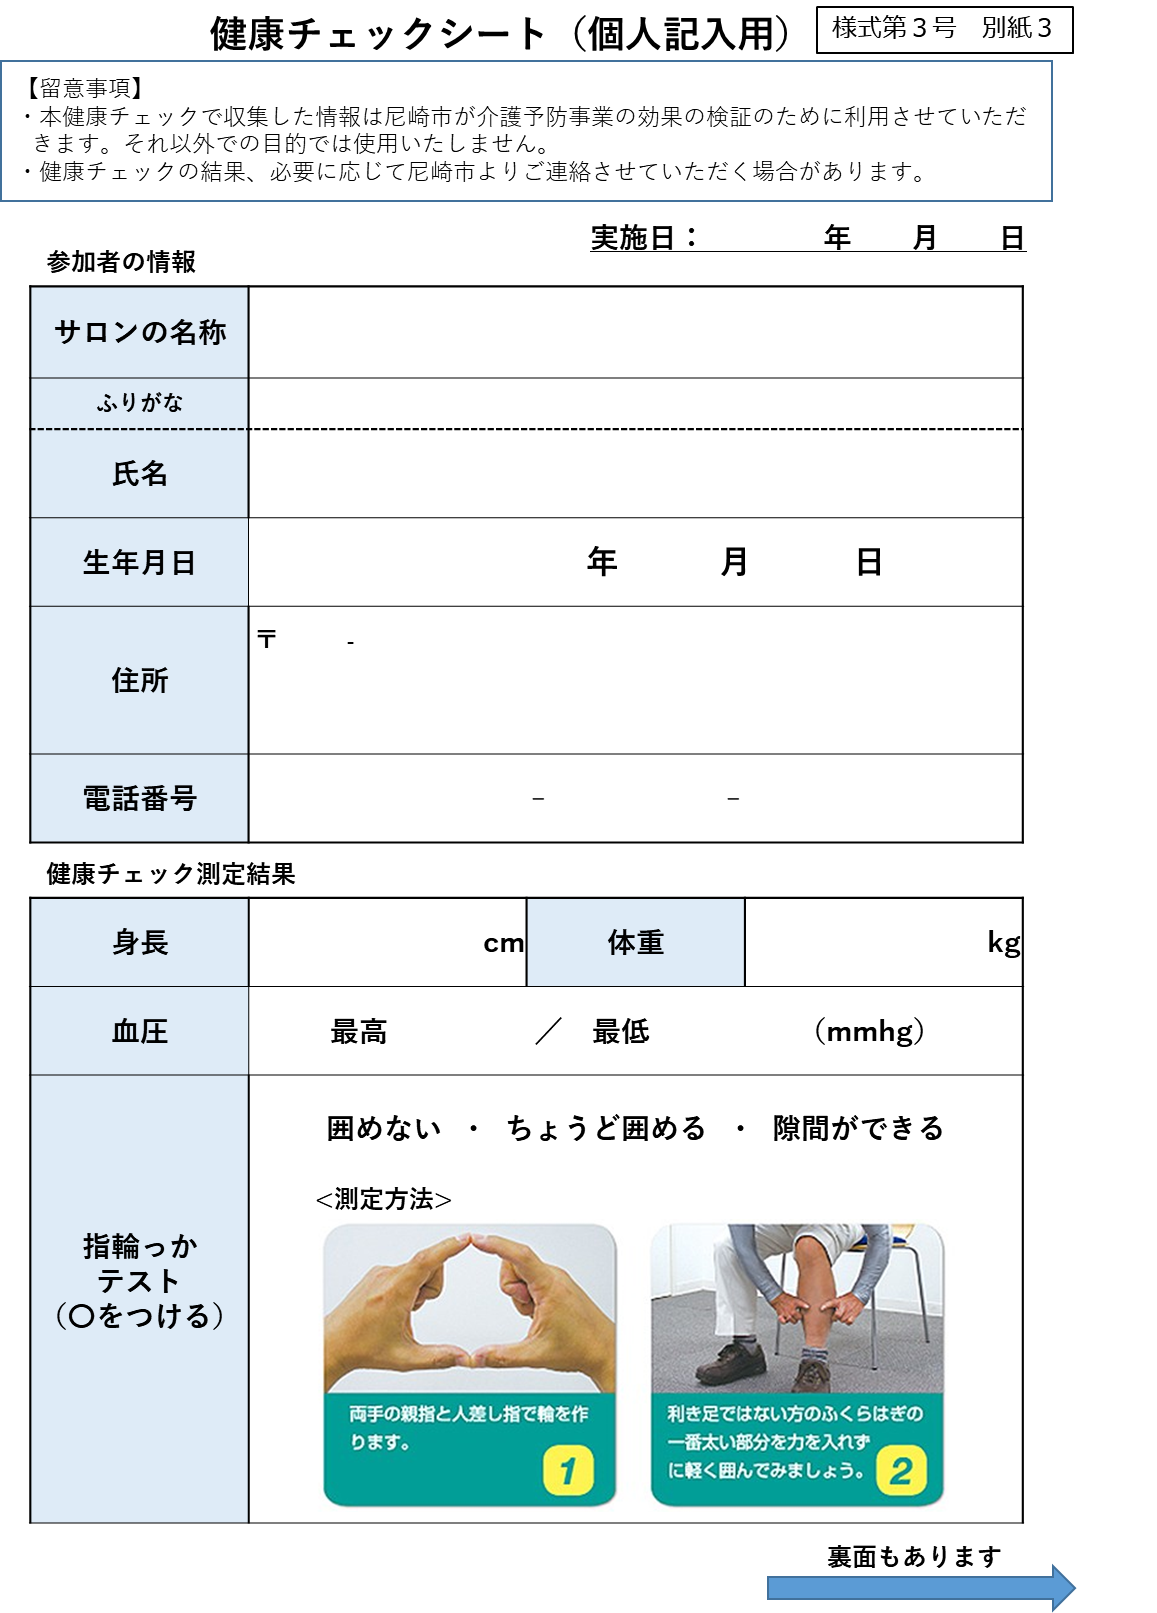 健康チェックシート（個人記入用）
様式第３号　別紙３
【留意事項】
・本健康チェックで収集した情報は尼崎市が介護予防事業の効果の検証のために利用させていただ
きます。それ以外での目的では使用いたしません。
・健康チェックの結果、必要に応じて尼崎市よりご連絡させていただく場合があります。
実施日：　　　　年　　月　　日
参加者の情報
サロンの名称
ふりがな
氏名
生年月日
年　　　月　　　日
住所
〒　　-
電話番号
－　　　　　　－
健康チェック測定結果
身長
cm
体重
kg
血圧
最高　　　　　／　最低　　　　　（mmhg）
指輪っか
テスト
（〇をつける）
囲めない　・　ちょうど囲める　・　隙間ができる
<測定方法>
両手の親指と人差し指で輪を作
ります。
1
利き足ではない方のふくらはぎの
一番太い部分を力を入れず
に軽く囲んでみましょう。
2
裏面もあります